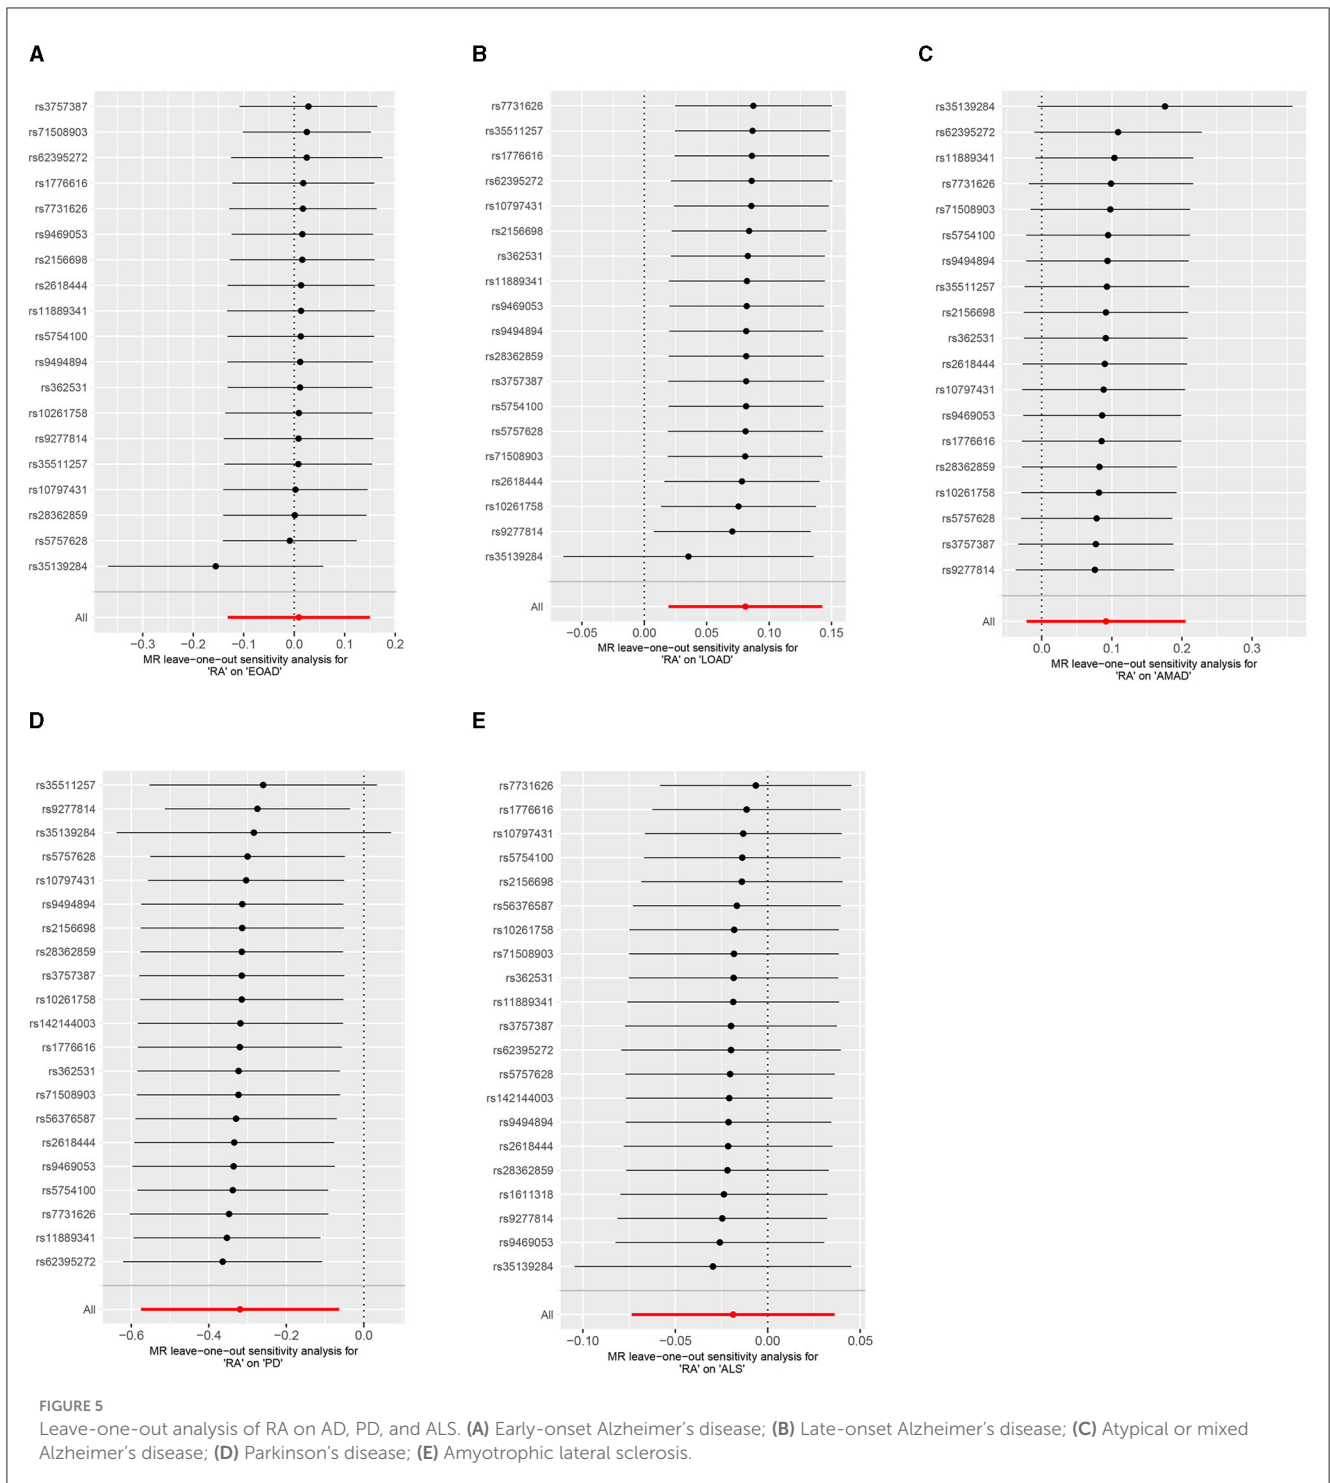 A
rs3757387
rs71508903
rs62395272
rs1776616
rs7731626
rs9469053
rs2156698
rs2618444
rs11889341
rs5754100
rs9494894
rs362531
rs10261758
rs9277814
rs35511257
rs10797431
rs28362859
rs5757628
rs35139284
All
−0.3 −0.2 −0.1 0.0 0.1 0.2
MR leave−one−out sensitivity analysis for
'RA' on 'EOAD'
B
rs7731626
rs35511257
rs1776616
rs62395272
rs10797431
rs2156698
rs362531
rs11889341
rs9469053
rs9494894
rs28362859
rs3757387
rs5754100
rs5757628
rs71508903
rs2618444
rs10261758
rs9277814
rs35139284
All
−0.05 0.00 0.05 0.10 0.15
MR leave−one−out sensitivity analysis for
'RA' on 'LOAD'
C
rs35139284
rs62395272
rs11889341
rs7731626
rs71508903
rs5754100
rs9494894
rs35511257
rs2156698
rs362531
rs2618444
rs10797431
rs9469053
rs1776616
rs28362859
rs10261758
rs5757628
rs3757387
rs9277814
All
0.0 0.1 0.2 0.3
MR leave−one−out sensitivity analysis for
'RA' on 'AMAD'
D
rs35511257
rs9277814
rs35139284
rs5757628
rs10797431
rs9494894
rs2156698
rs28362859
rs3757387
rs10261758
rs142144003
rs1776616
rs362531
rs71508903
rs56376587
rs2618444
rs9469053
rs5754100
rs7731626
rs11889341
rs62395272
All
−0.6 −0.4 −0.2 0.0
MR leave−one−out sensitivity analysis for
'RA' on 'PD'
E
rs7731626
rs1776616
rs10797431
rs5754100
rs2156698
rs56376587
rs10261758
rs71508903
rs362531
rs11889341
rs3757387
rs62395272
rs5757628
rs142144003
rs9494894
rs2618444
rs28362859
rs1611318
rs9277814
rs9469053
rs35139284
All
−0.10 −0.05 0.00 0.05
MR leave−one−out sensitivity analysis for
'RA' on 'ALS'
FIGURE 5
Leave-one-out analysis of RA on AD, PD, and ALS. (A) Early-onset Alzheimer's disease; (B) Late-onset Alzheimer's disease; (C) Atypical or mixed
Alzheimer's disease; (D) Parkinson's disease; (E) Amyotrophic lateral sclerosis.